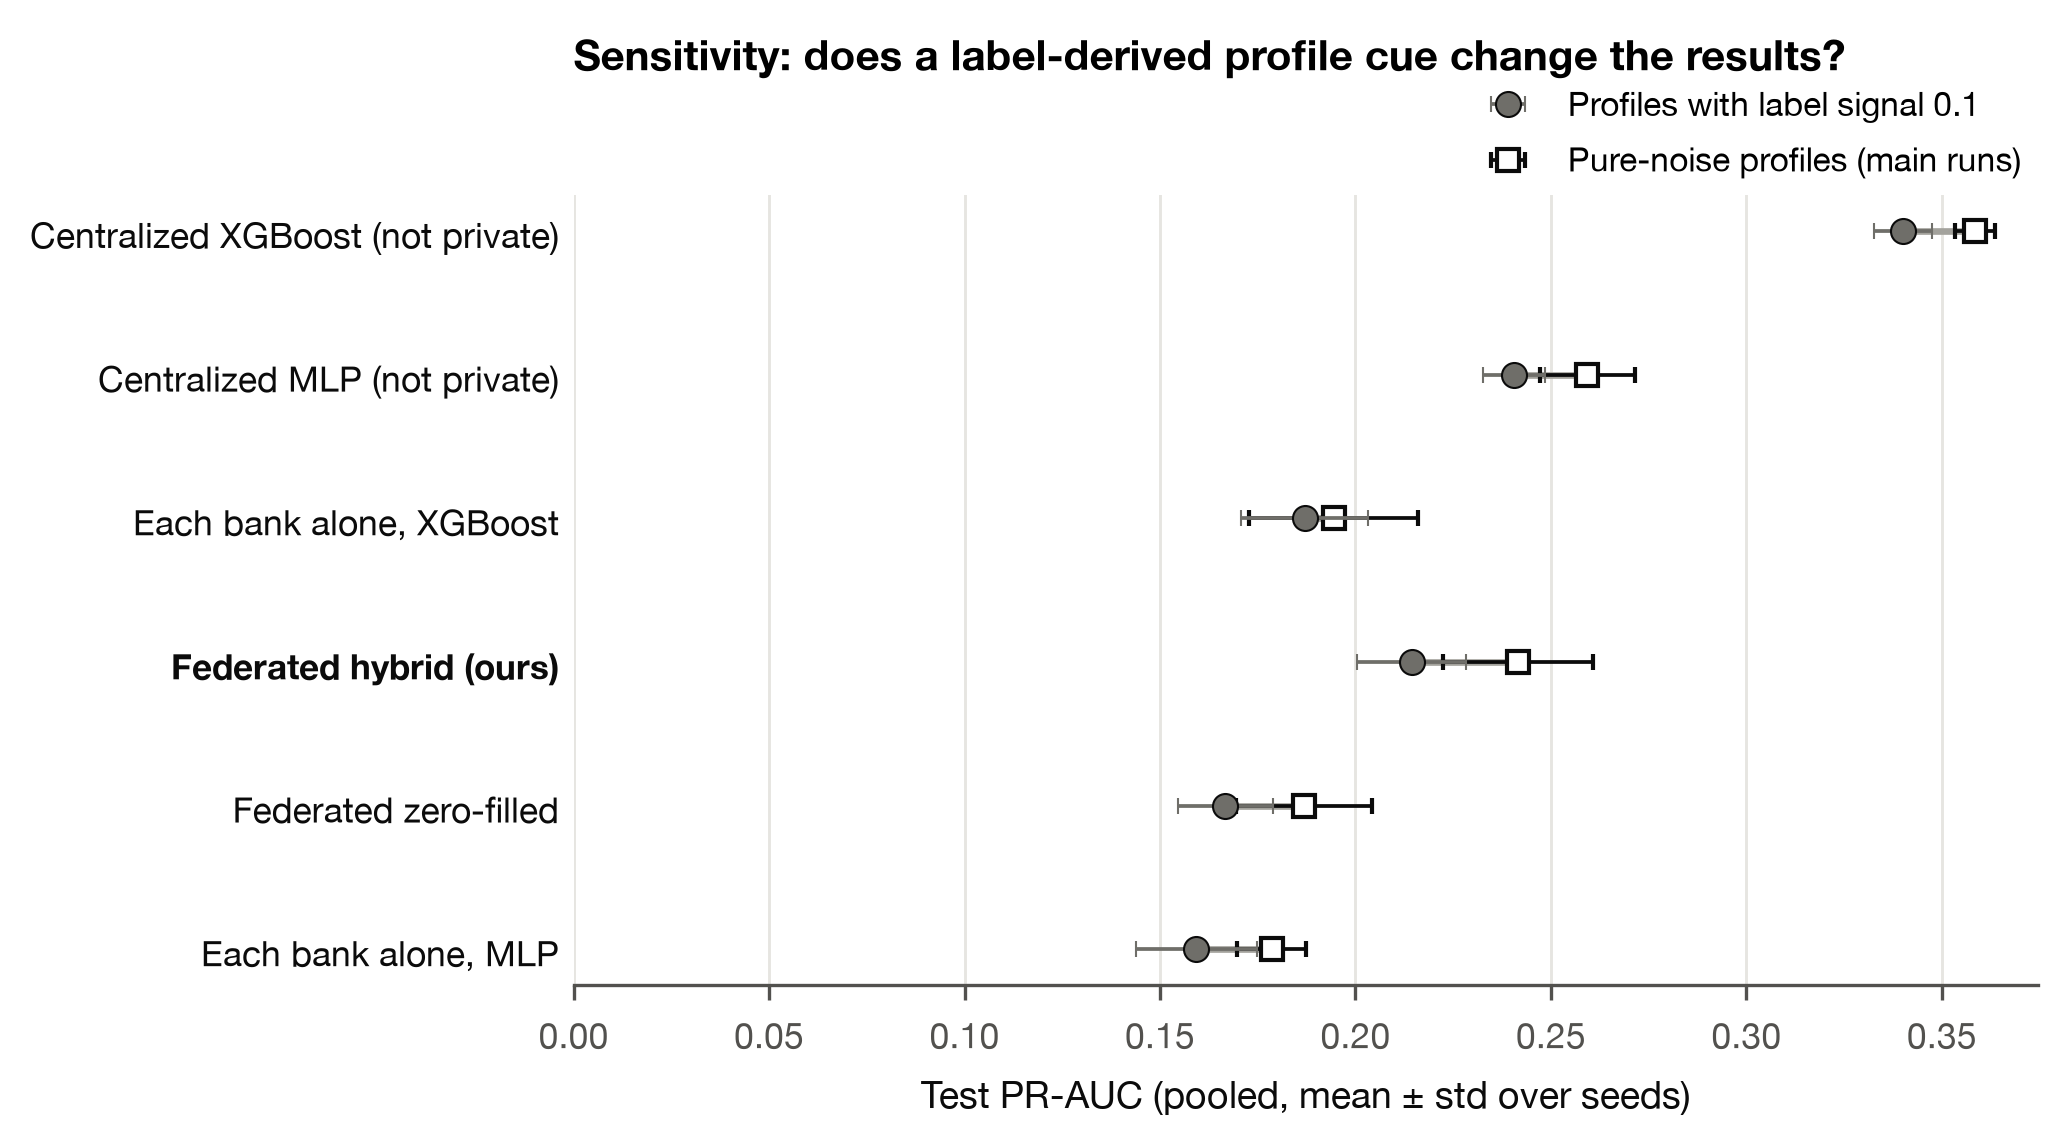 Sensitivity: does a label-derived profile cue change the results?
Profiles with label signal 0.1
Pure-noise profiles (main runs)
Centralized XGBoost (not private)
Centralized MLP (not private)
Each bank alone, XGBoost
Federated hybrid (ours)
Federated zero-filled
Each bank alone, MLP
0.00 0.05 0.10 0.15 0.20 0.25 0.30 0.35
Test PR-AUC (pooled, mean ± std over seeds)